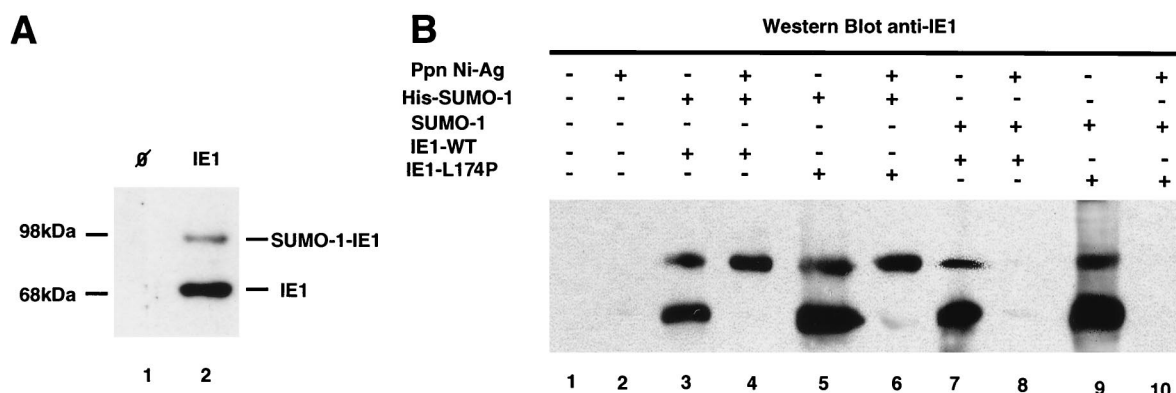 A
B
Western Blot anti-IE1
Ppn Ni-Ag - + - + - + - + - +
His-SUMO-1 - - + + + + - - - -
SUMO-1 - - - - - - + + + +
IE1-WT - - + + - - + + - -
IE1-L174P - - - - + + - - + +
Ø IE1
98kDa SUMO-1-IE1
68kDa IE1
1 2
1 2 3 4 5 6 7 8 9 10